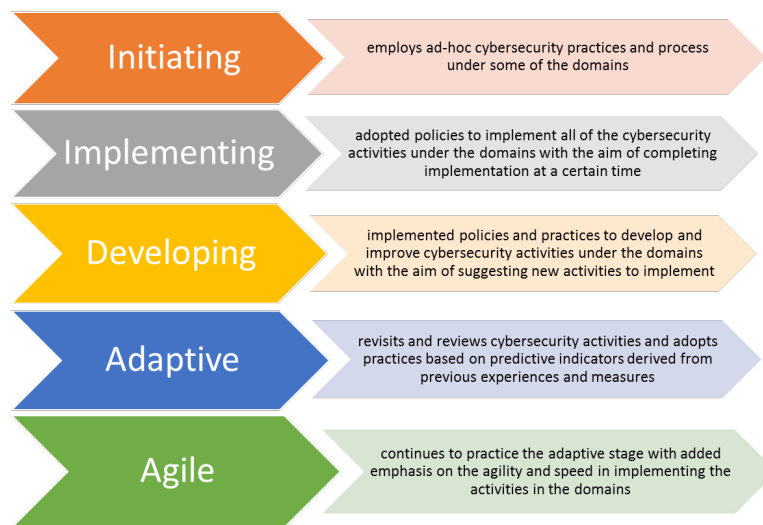 Initiating
employs ad-hoc cybersecurity practices and process
under some of the domains
Implementing
adopted policies to implement all of the cybersecurity
activities under the domains with the aim of completing
implementation at a certain time
Developing
implemented policies and practices to develop and
improve cybersecurity activities under the domains
with the aim of suggesting new activities to implement
Adaptive
revisits and reviews cybersecurity activities and adopts
practices based on predictive indicators derived from
previous experiences and measures
Agile
continues to practice the adaptive stage with added
emphasis on the agility and speed in implementing the
activities in the domains